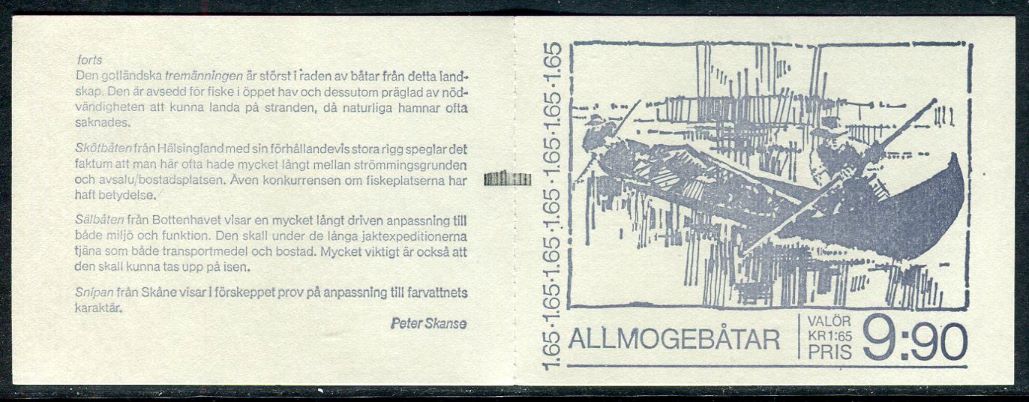 forts
Den gotländska tremänningen är störst i raden av båtar från detta land-
skap. Den är avsedd för fiske i öppet hav och dessutom präglad av nöd-
vändigheten att kunna landa på stranden, då naturliga hamnar ofta
saknades.
Skötbåten från Hälsingland med sin förhållandevis stora rigg speglar det
faktum att man här ofta hade mycket långt mellan strömmingsgrunden
och avsalu/bostadsplatsen. Även konkurrensen om fiskeplatserna har
haft betydelse.
Sälbåten från Bottenhavet visar en mycket långt driven anpassning till
både miljö och funktion. Den skall under de långa jaktexpeditionerna
tjäna som både transportmedel och bostad. Mycket viktigt är också att
den skall kunna tas upp på isen.
Snipan från Skåne visar i förskeppet prov på anpassning till farvattnets
karaktär.
Peter Skanse
1.65·1.65·1.65·1.65·1.65·1.65
ALLMOGEBÅTAR
VALÖR
KR 1:65
PRIS 9:90